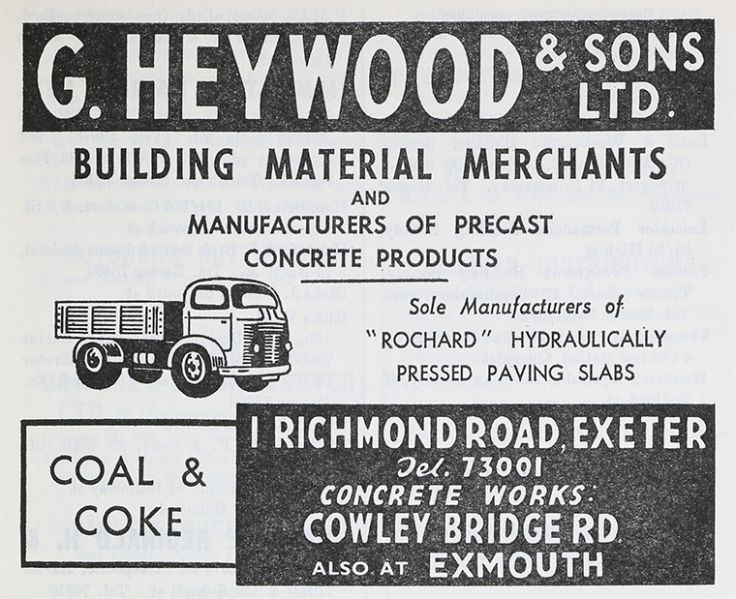 G. HEYWOOD & SONS LTD.
BUILDING MATERIAL MERCHANTS
AND
MANUFACTURERS OF PRECAST
CONCRETE PRODUCTS
Sole Manufacturers of
"ROCHARD" HYDRAULICALLY
PRESSED PAVING SLABS
COAL &
COKE
1 RICHMOND ROAD, EXETER
Tel. 73001
CONCRETE WORKS:
COWLEY BRIDGE RD.
ALSO AT EXMOUTH